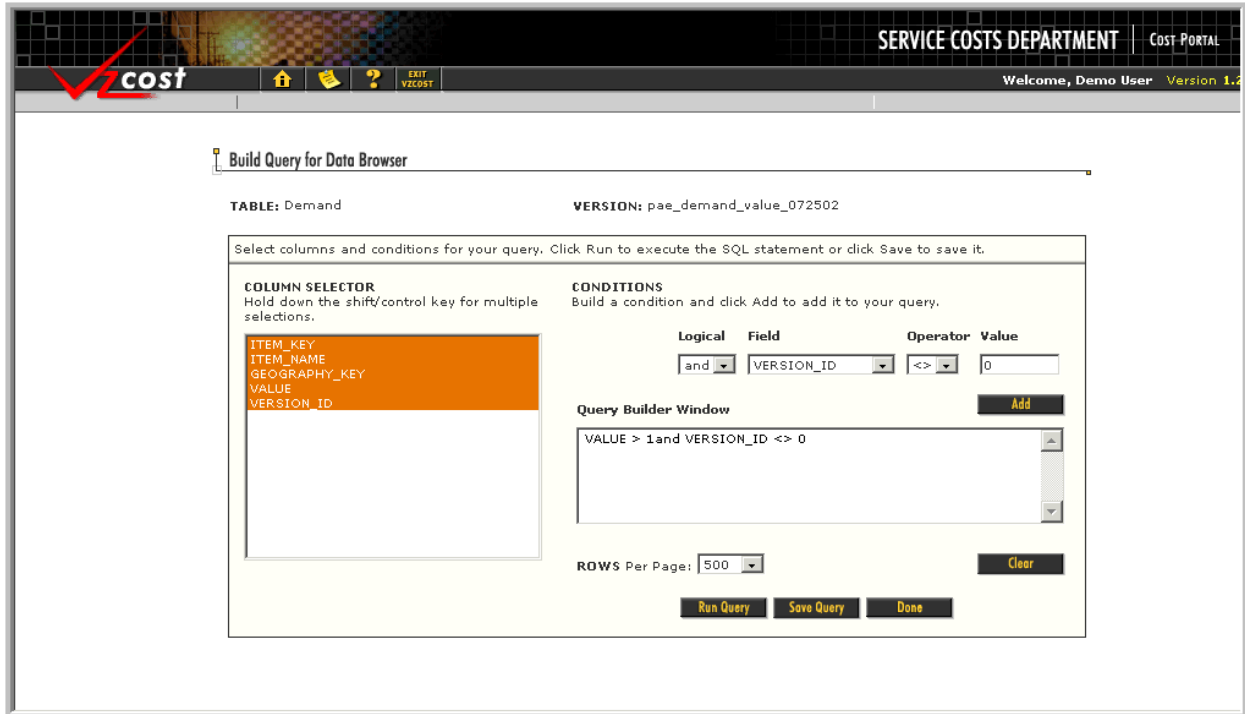 SERVICE COSTS DEPARTMENT COST PORTAL
Vzcost
EXIT VZCOST
Welcome, Demo User Version 1.2
Build Query for Data Browser
TABLE: Demand VERSION: pae_demand_value_072502
Select columns and conditions for your query. Click Run to execute the SQL statement or click Save to save it.
COLUMN SELECTOR
Hold down the shift/control key for multiple
selections.
ITEM_KEY
ITEM_NAME
GEOGRAPHY_KEY
VALUE
VERSION_ID
CONDITIONS
Build a condition and click Add to add it to your query.
Logical Field Operator Value
and VERSION_ID <> 0
Add
Query Builder Window
VALUE > 1and VERSION_ID <> 0
ROWS Per Page: 500
Clear
Run Query Save Query Done